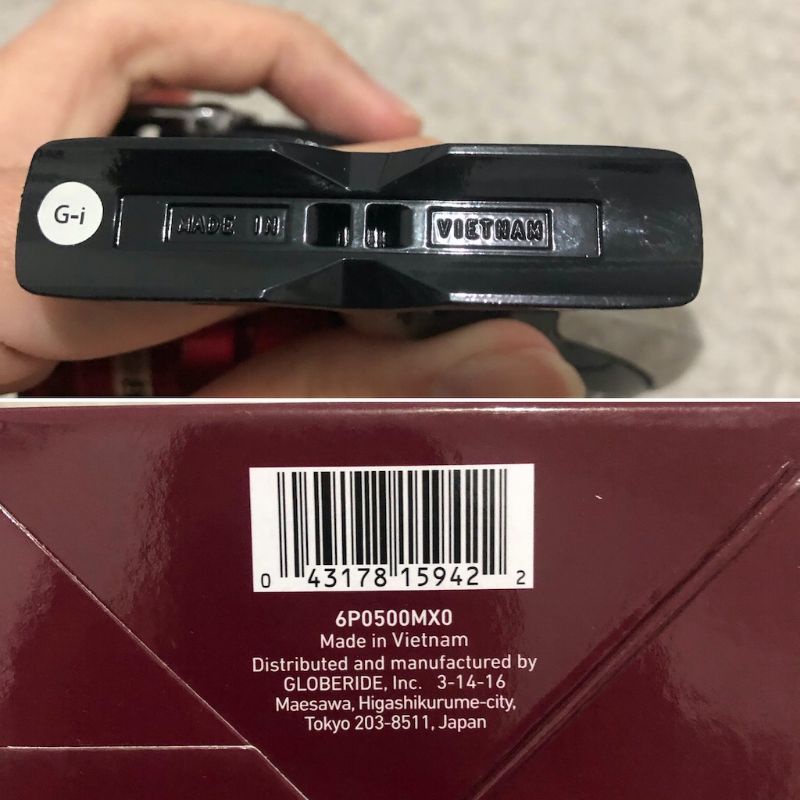 G-i
MADE IN
VIETNAM
0 43178 15942 2
6P0500MX0
Made in Vietnam
Distributed and manufactured by
GLOBERIDE, Inc. 3-14-16
Maesawa, Higashikurume-city,
Tokyo 203-8511, Japan